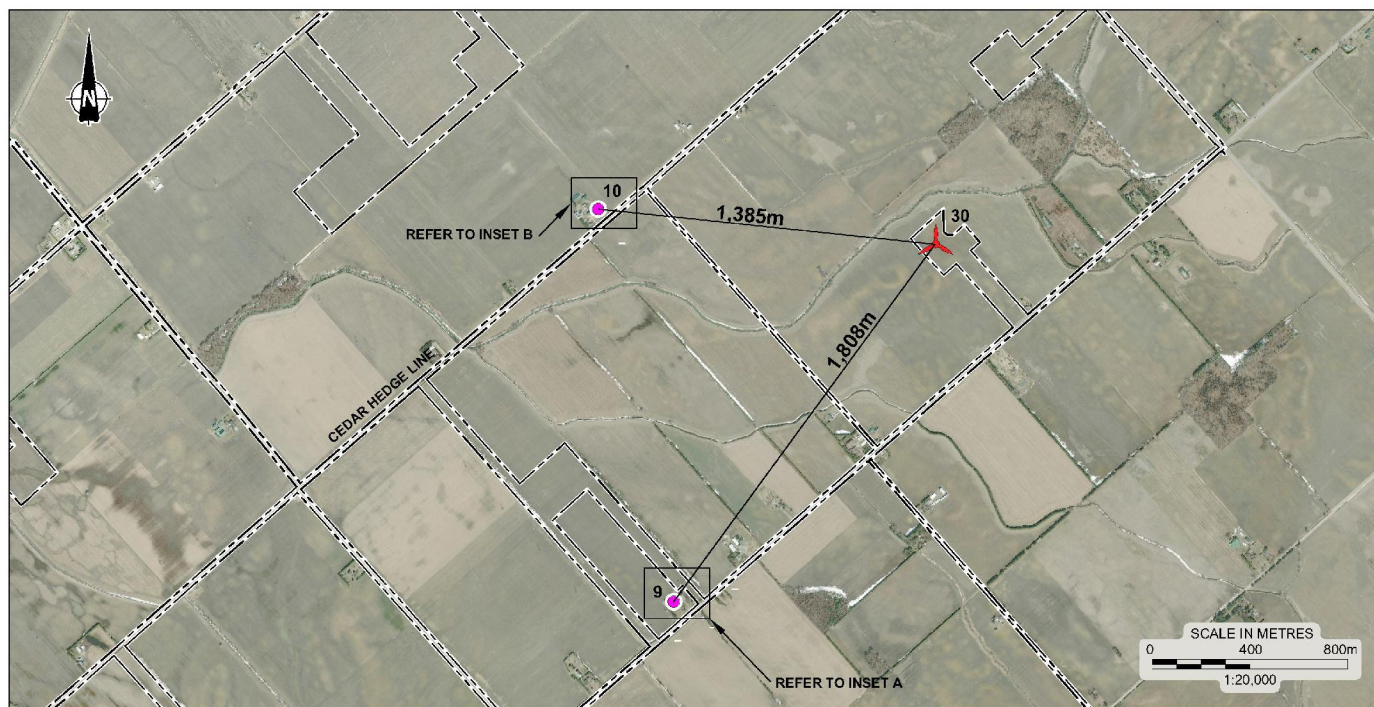 N
10
REFER TO INSET B
1,385m
30
1,808m
CEDAR HEDGE LINE
9
REFER TO INSET A
SCALE IN METRES
0 400 800m
1:20,000